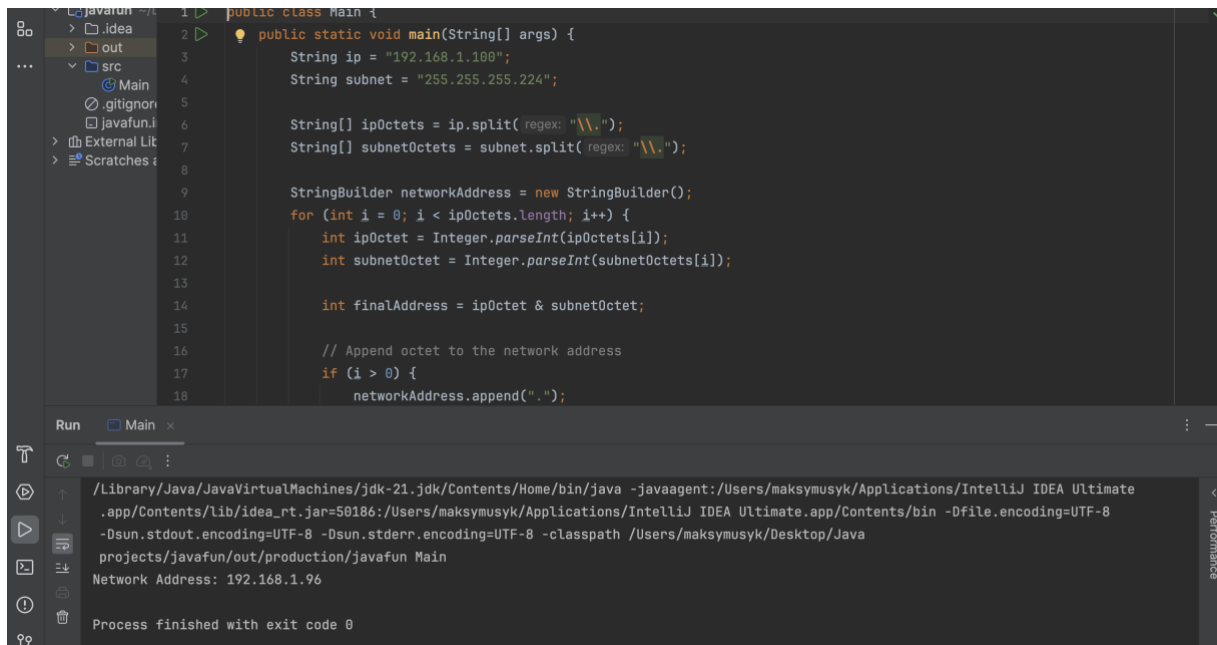 javafun ~/D
.idea
out
src
Main
.gitignore
javafun.i
External Lib
Scratches a
1 public class Main {
2 public static void main(String[] args) {
3 String ip = "192.168.1.100";
4 String subnet = "255.255.255.224";
5
6 String[] ipOctets = ip.split( regex: "\\.");
7 String[] subnetOctets = subnet.split( regex: "\\.");
8
9 StringBuilder networkAddress = new StringBuilder();
10 for (int i = 0; i < ipOctets.length; i++) {
11 int ipOctet = Integer.parseInt(ipOctets[i]);
12 int subnetOctet = Integer.parseInt(subnetOctets[i]);
13
14 int finalAddress = ipOctet & subnetOctet;
15
16 // Append octet to the network address
17 if (i > 0) {
18 networkAddress.append(".");
Run Main
/Library/Java/JavaVirtualMachines/jdk-21.jdk/Contents/Home/bin/java -javaagent:/Users/maksymusyk/Applications/IntelliJ IDEA Ultimate
.app/Contents/lib/idea_rt.jar=50186:/Users/maksymusyk/Applications/IntelliJ IDEA Ultimate.app/Contents/bin -Dfile.encoding=UTF-8
-Dsun.stdout.encoding=UTF-8 -Dsun.stderr.encoding=UTF-8 -classpath /Users/maksymusyk/Desktop/Java
projects/javafun/out/production/javafun Main
Network Address: 192.168.1.96
Process finished with exit code 0
Performance